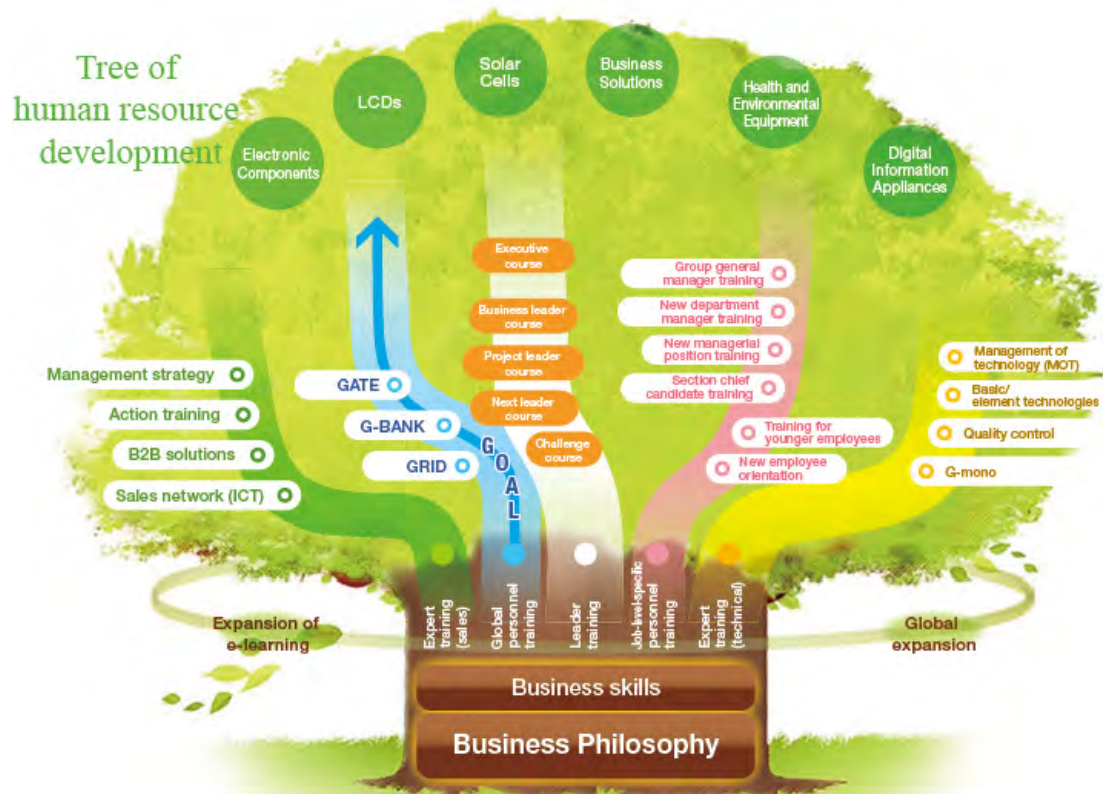 Tree of
human resource
development
Electronic
Components
LCDs
Solar
Cells
Business
Solutions
Health and
Environmental
Equipment
Digital
Information
Appliances
Management strategy
Action training
B2B solutions
Sales network (ICT)
GATE
G-BANK
GRID
GOAL
Executive
course
Business leader
course
Project leader
course
Next leader
course
Challenge
course
Group general
manager training
New department
manager training
New managerial
position training
Section chief
candidate training
Training for
younger employees
New employee
orientation
Management of
technology (MOT)
Basic/
element technologies
Quality control
G-mono
Expansion of
e-learning
Expert
training
(sales)
Global
personnel
training
Leader
training
Job-level-specific
personnel
training
Expert
training
(technical)
Global
expansion
Business skills
Business Philosophy